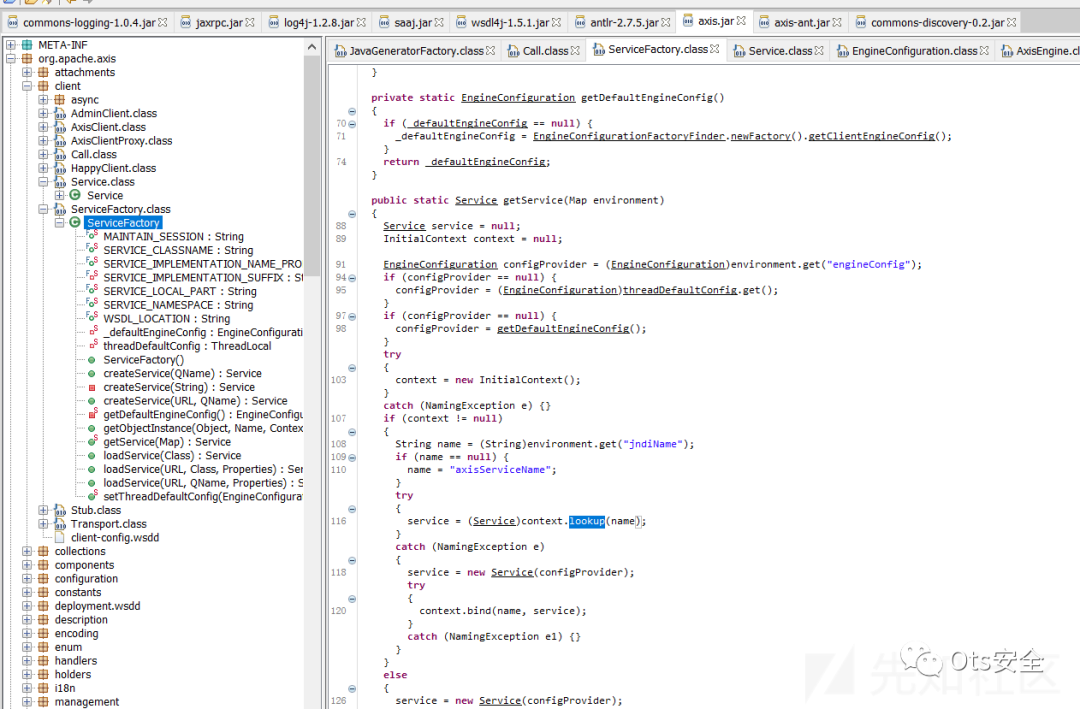 commons-logging-1.0.4.jar jaxrpc.jar log4j-1.2.8.jar saaj.jar wsdl4j-1.5.1.jar antlr-2.7.5.jar axis.jar axis-ant.jar commons-discovery-0.2.jar
META-INF
org.apache.axis
attachments
client
async
AdminClient.class
AxisClient.class
AxisClientProxy.class
Call.class
HappyClient.class
Service.class
Service
ServiceFactory.class
ServiceFactory
MAINTAIN_SESSION : String
SERVICE_CLASSNAME : String
SERVICE_IMPLEMENTATION_NAME_PRO
SERVICE_IMPLEMENTATION_SUFFIX : St
SERVICE_LOCAL_PART : String
SERVICE_NAMESPACE : String
WSDL_LOCATION : String
_defaultEngineConfig : EngineConfigurati
threadDefaultConfig : ThreadLocal
ServiceFactory()
createService(QName) : Service
createService(String) : Service
createService(URL, QName) : Service
getDefaultEngineConfig() : EngineConfigu
getObjectInstance(Object, Name, Contex
getService(Map) : Service
loadService(Class) : Service
loadService(URL, Class, Properties) : Ser
loadService(URL, QName, Properties) : S
setThreadDefaultConfig(EngineConfigura
Stub.class
Transport.class
client-config.wsdd
collections
components
configuration
constants
deployment.wsdd
description
encoding
enum
handlers
holders
i18n
management
JavaGeneratorFactory.class Call.class ServiceFactory.class Service.class EngineConfiguration.class AxisEngine.cl
}
private static EngineConfiguration getDefaultEngineConfig()
{
70 if (_defaultEngineConfig == null) {
71 _defaultEngineConfig = EngineConfigurationFactoryFinder.newFactory().getClientEngineConfig();
}
74 return _defaultEngineConfig;
}
public static Service getService(Map environment)
{
88 Service service = null;
89 InitialContext context = null;
91 EngineConfiguration configProvider = (EngineConfiguration)environment.get("engineConfig");
94 if (configProvider == null) {
95 configProvider = (EngineConfiguration)threadDefaultConfig.get();
}
97 if (configProvider == null) {
98 configProvider = getDefaultEngineConfig();
}
try
{
103 context = new InitialContext();
}
catch (NamingException e) {}
107 if (context != null)
{
108 String name = (String)environment.get("jndiName");
109 if (name == null) {
110 name = "axisServiceName";
}
try
{
116 service = (Service)context.lookup(name);
}
catch (NamingException e)
{
118 service = new Service(configProvider);
try
{
120 context.bind(name, service);
}
catch (NamingException e1) {}
}
}
else
{
126 service = new Service(configProvider);
Ots安全
先知社区